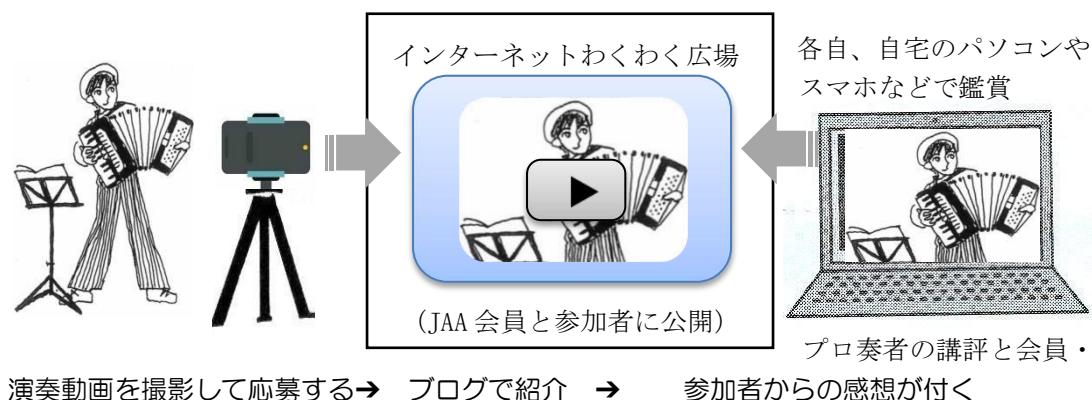 インターネットわくわく広場
各自、自宅のパソコンや
スマホなどで鑑賞
(JAA 会員と参加者に公開)
プロ奏者の講評と会員・
演奏動画を撮影して応募する➔ ブログで紹介 ➔ 参加者からの感想が付く